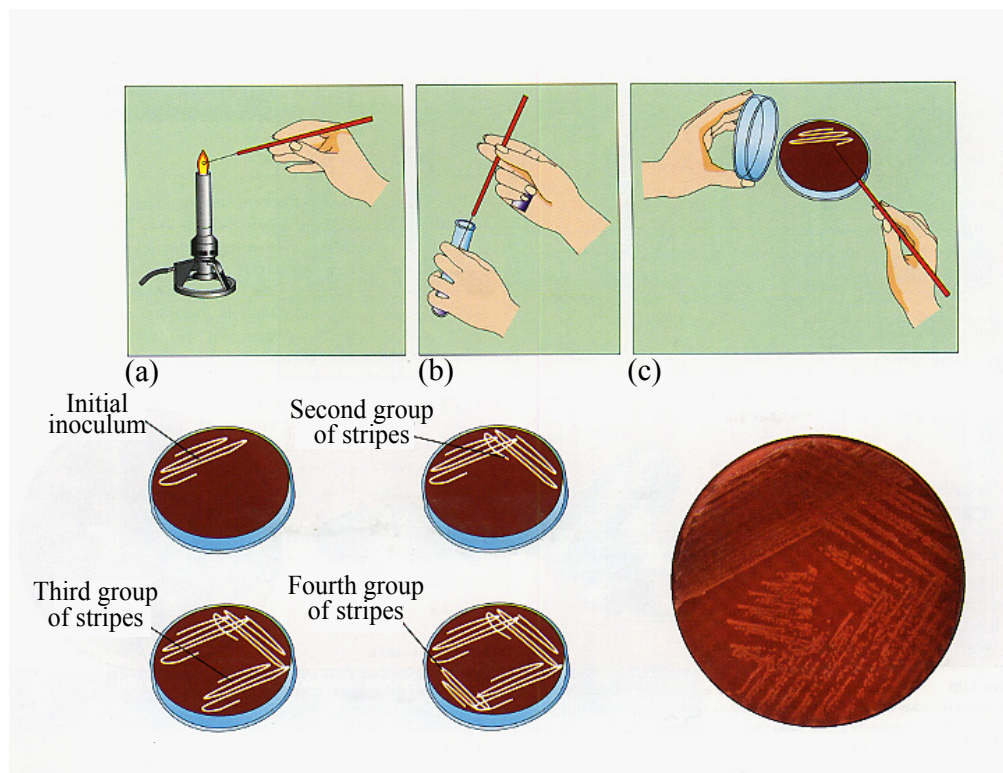 (a)
(b)
(c)
Initial
inoculum
Second group
of stripes
Third group
of stripes
Fourth group
of stripes